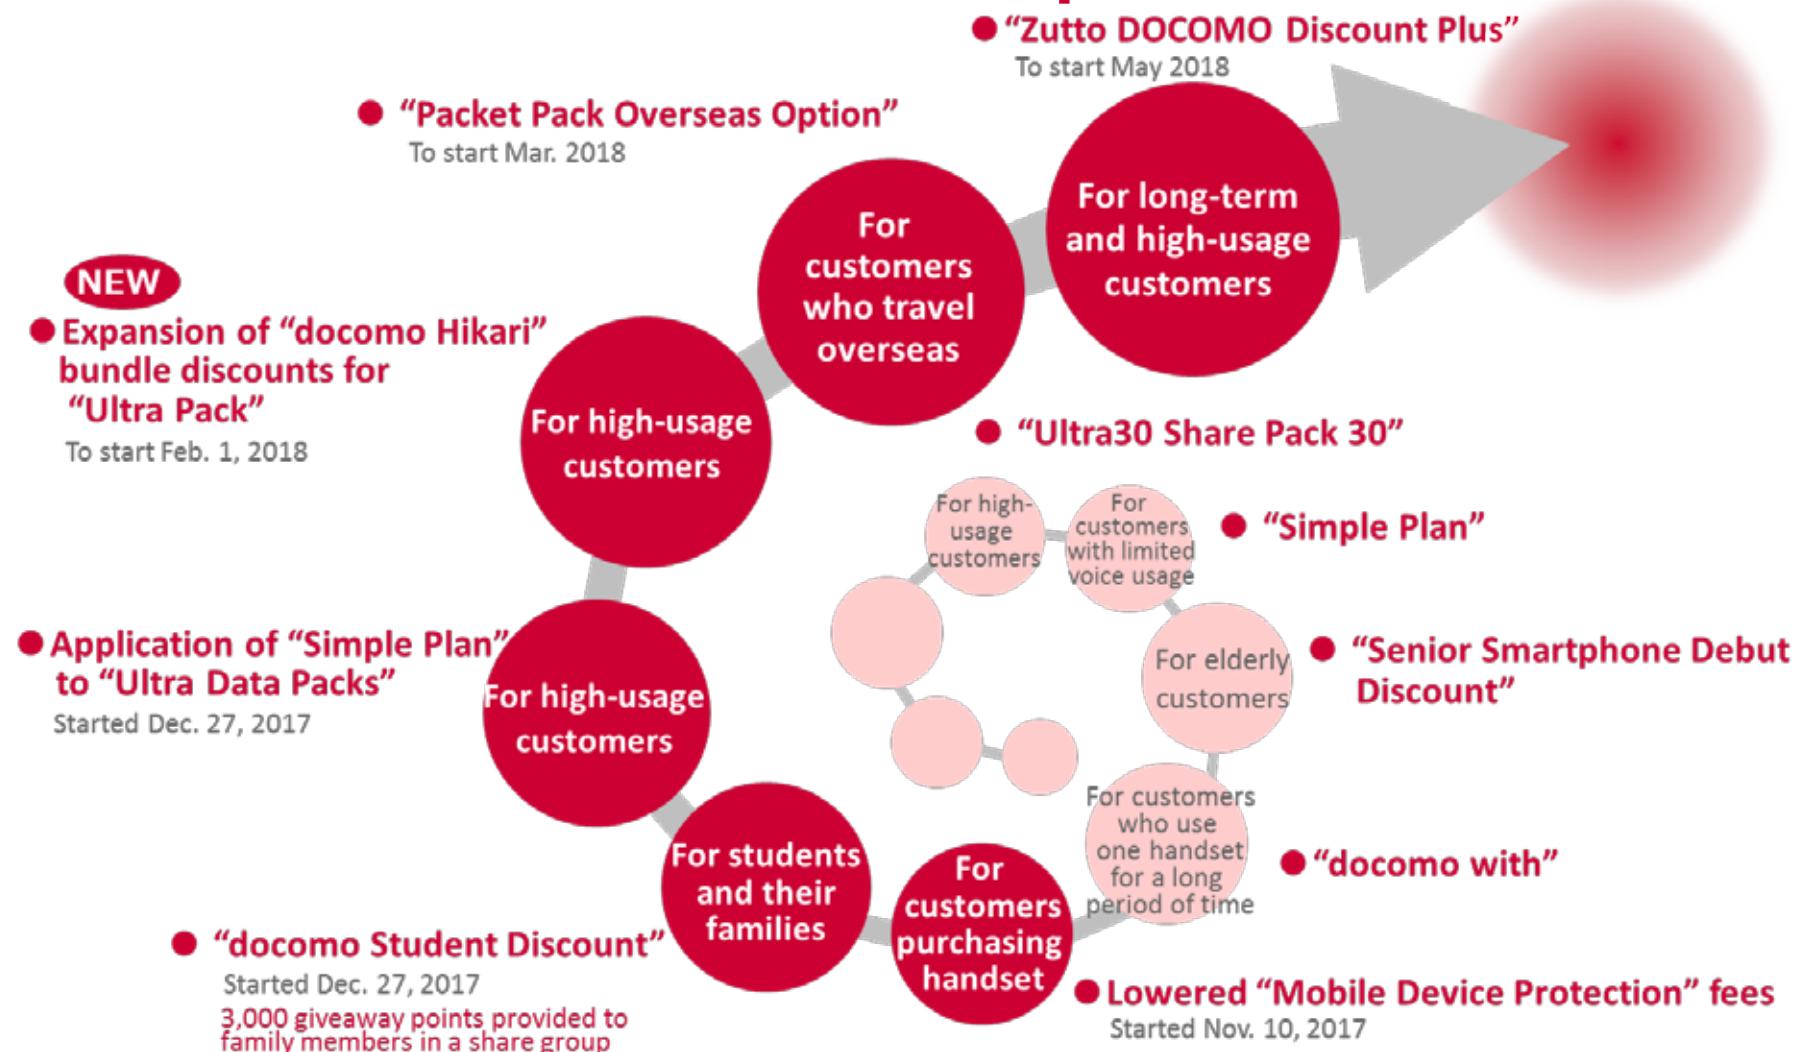 “Zutto DOCOMO Discount Plus”
To start May 2018
“Packet Pack Overseas Option”
To start Mar. 2018
For long-term
and high-usage
customers
For
customers
who travel
overseas
NEW
Expansion of “docomo Hikari”
bundle discounts for
“Ultra Pack”
To start Feb. 1, 2018
For high-usage
customers
“Ultra30 Share Pack 30”
For high-
usage
customers
For
customers
with limited
voice usage
“Simple Plan”
Application of “Simple Plan”
to “Ultra Data Packs”
Started Dec. 27, 2017
For high-usage
customers
For elderly
customers
“Senior Smartphone Debut
Discount”
For customers
who use
one handset
for a long
period of time
“docomo with”
For students
and their
families
For
customers
purchasing
handset
“docomo Student Discount”
Started Dec. 27, 2017
3,000 giveaway points provided to
family members in a share group
Lowered “Mobile Device Protection” fees
Started Nov. 10, 2017